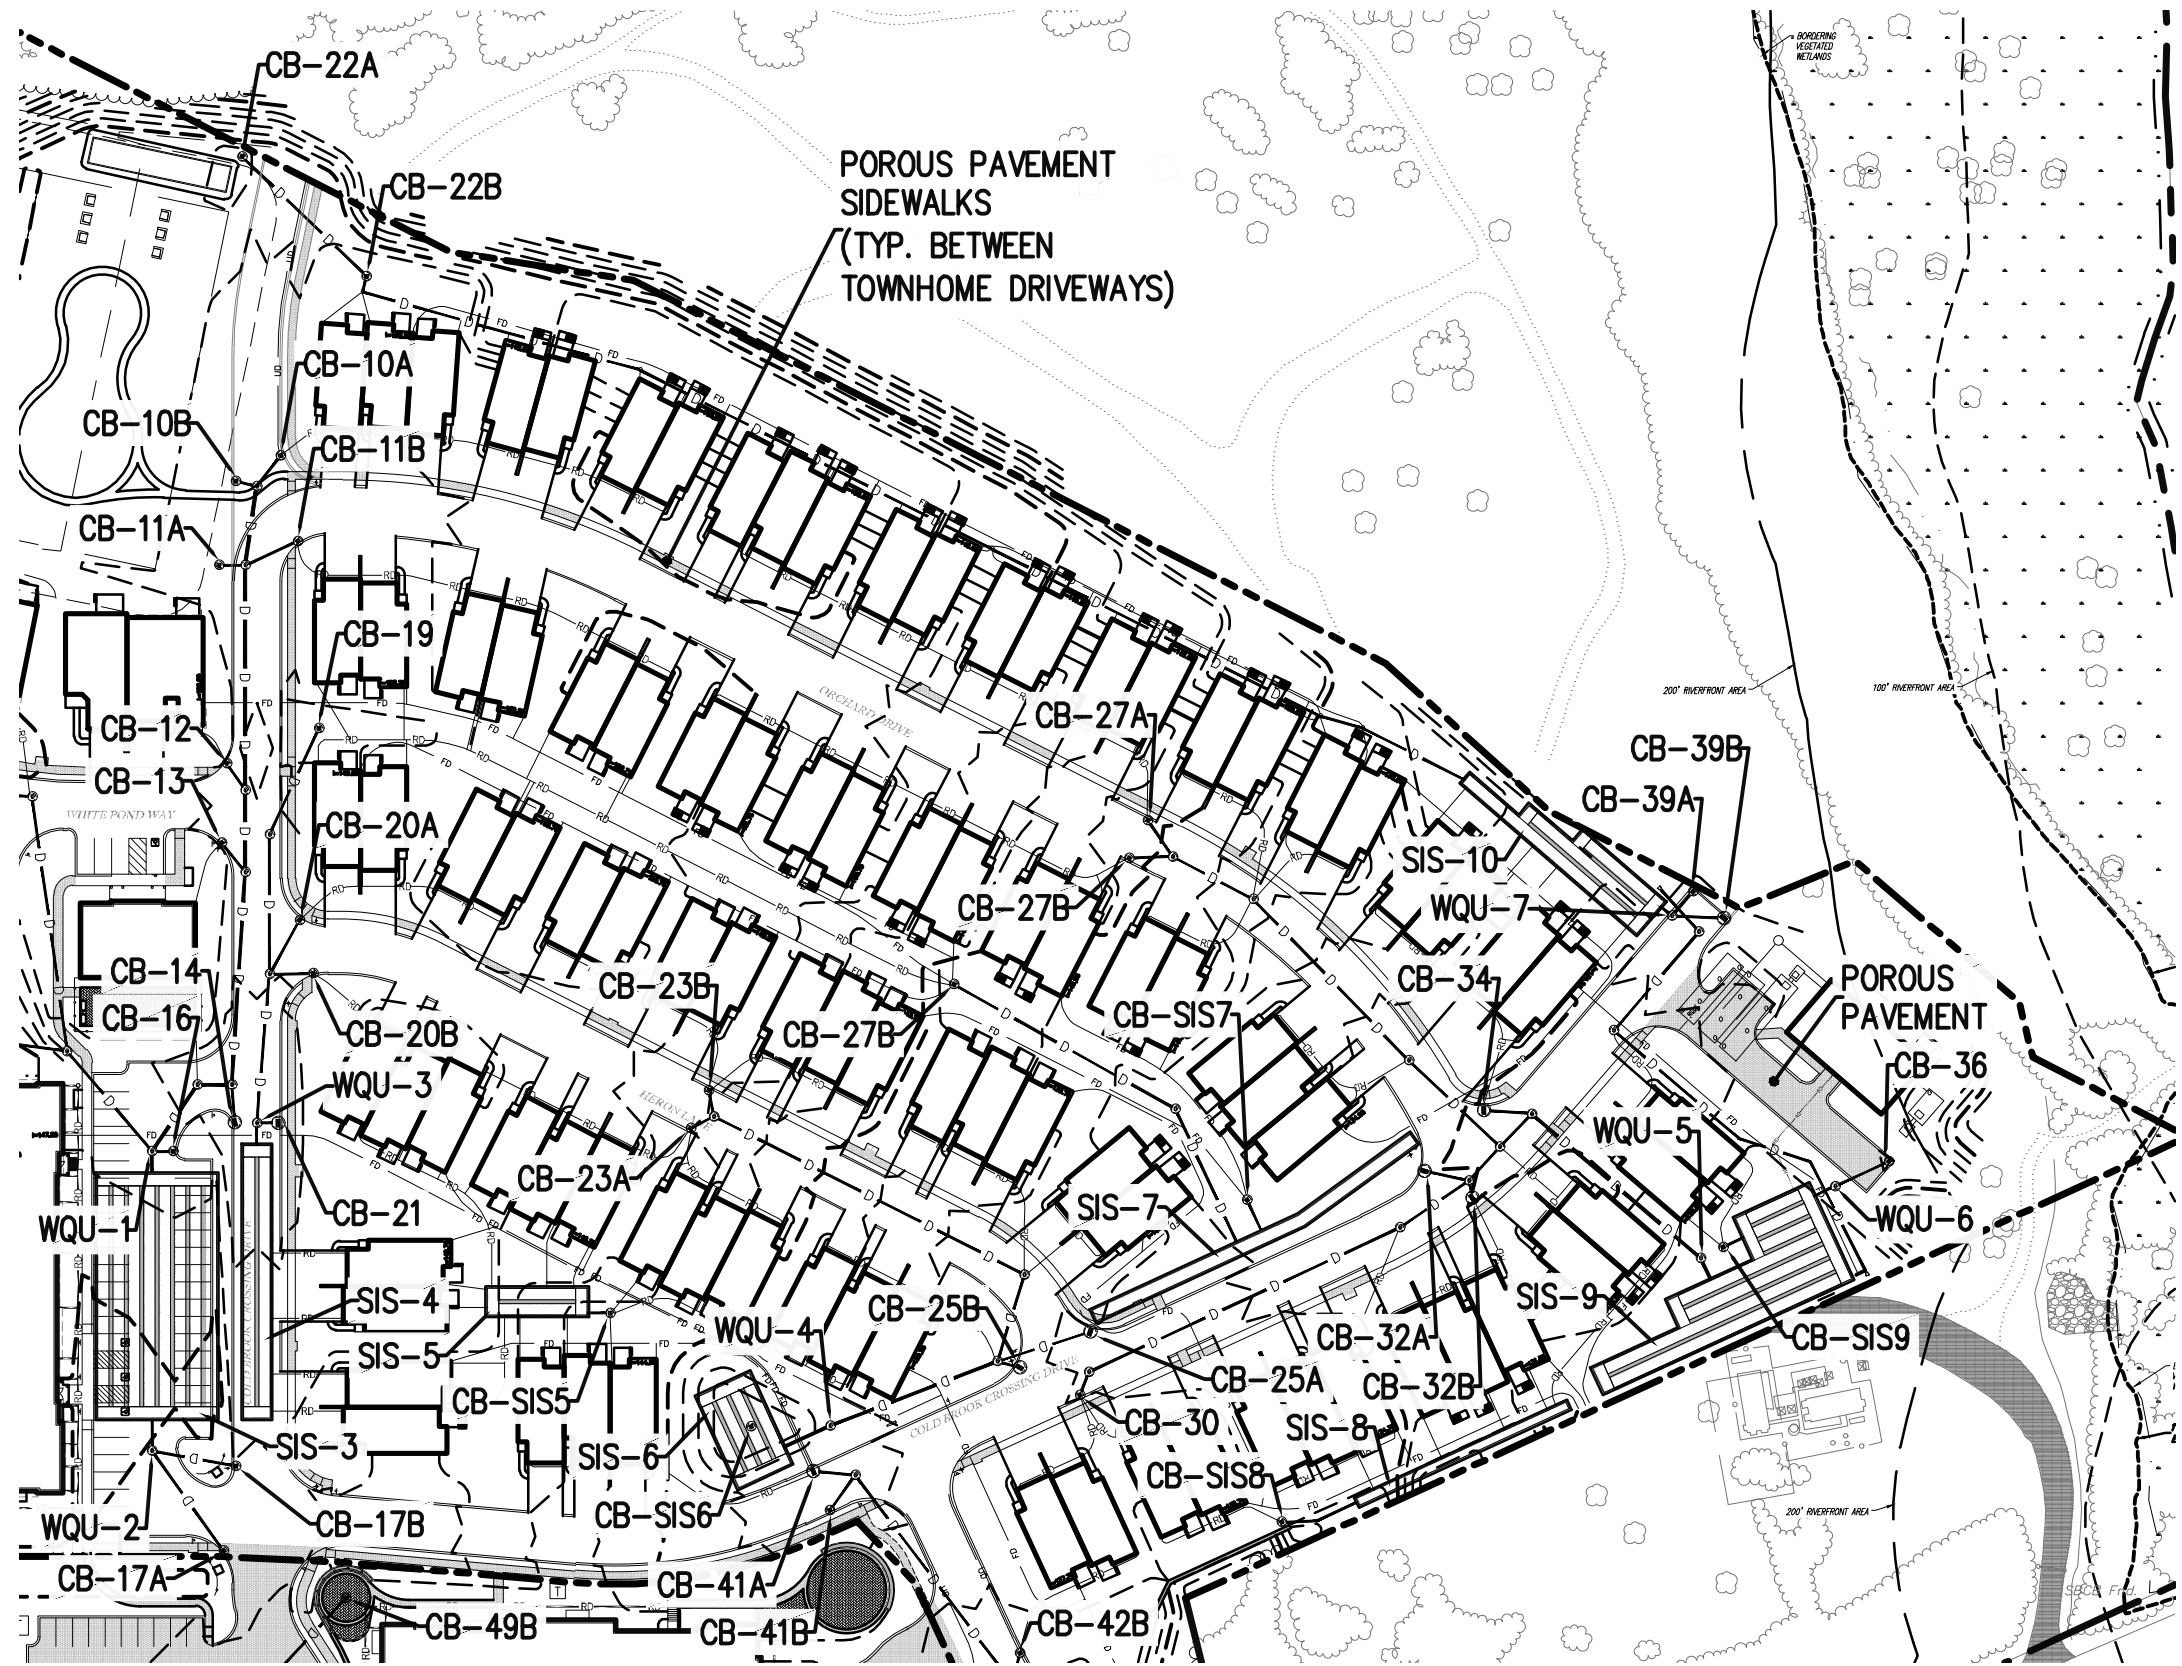 BORDERING
VEGETATED
WETLANDS
CB-22A
CB-22B
POROUS PAVEMENT
SIDEWALKS
(TYP. BETWEEN
TOWNHOME DRIVEWAYS)
CB-10A
CB-10B
CB-11B
CB-11A
CB-19
ORCHARD DRIVE
200' RIVERFRONT AREA
100' RIVERFRONT AREA
CB-27A
CB-12
CB-39B
CB-13
CB-39A
WHITE POND WAY
CB-20A
SIS-10
CB-27B
WQU-7
CB-14
CB-23B
CB-34
POROUS
PAVEMENT
CB-16
CB-20B
CB-27B
CB-SIS7
CB-36
WQU-3
HERON LANE
WQU-5
CB-23A
CB-21
SIS-7
WQU-6
WQU-1
COLD BROOK CROSSING DRIVE
SIS-4
SIS-9
CB-25B
WQU-4
CB-32A
CB-SIS9
SIS-5
CB-25A
CB-32B
CB-SIS5
COLD BROOK CROSSING DRIVE
CB-30
SIS-8
SIS-3
SIS-6
CB-SIS8
CB-SIS6
200' RIVERFRONT AREA
WQU-2
CB-17B
CB-17A
CB-41A
SBCB Fnd.
CB-49B
CB-41B
CB-42B